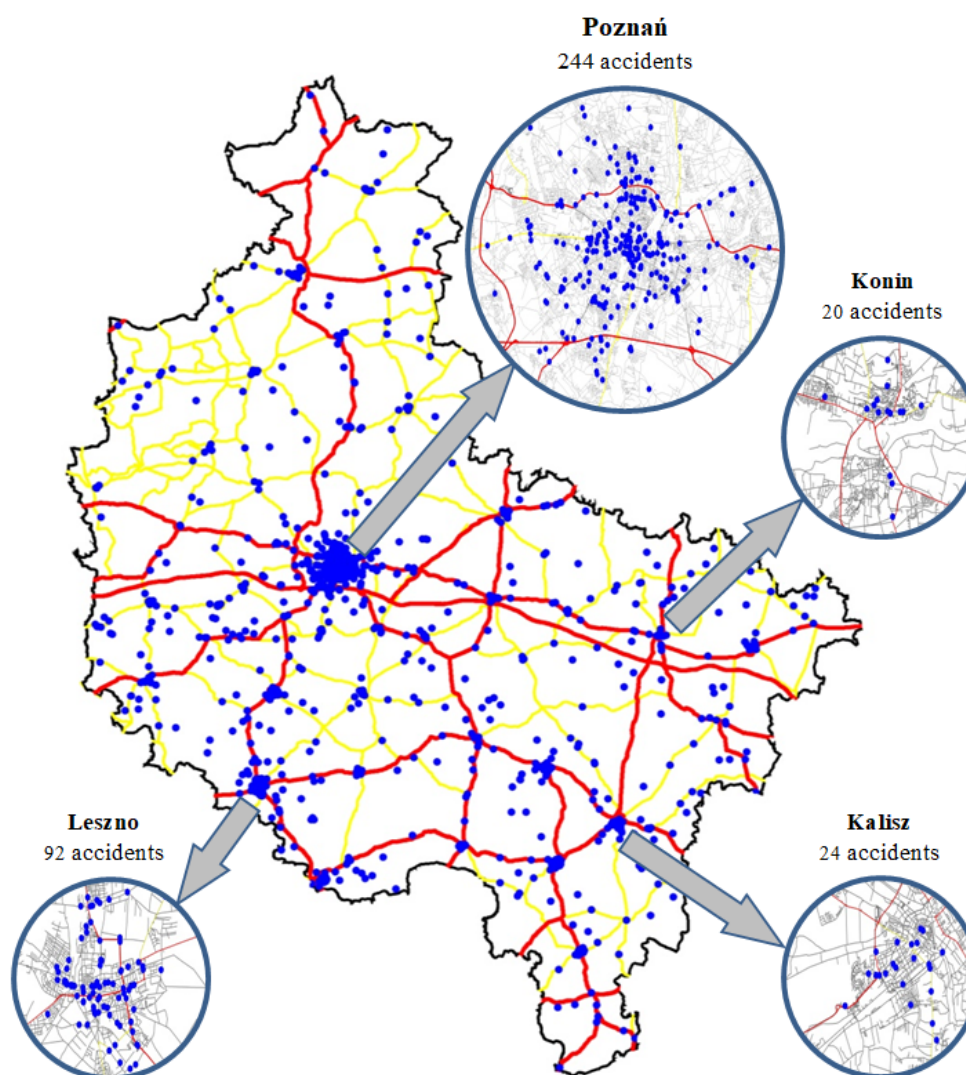 Poznań
244 accidents
Konin
20 accidents
Leszno
92 accidents
Kalisz
24 accidents